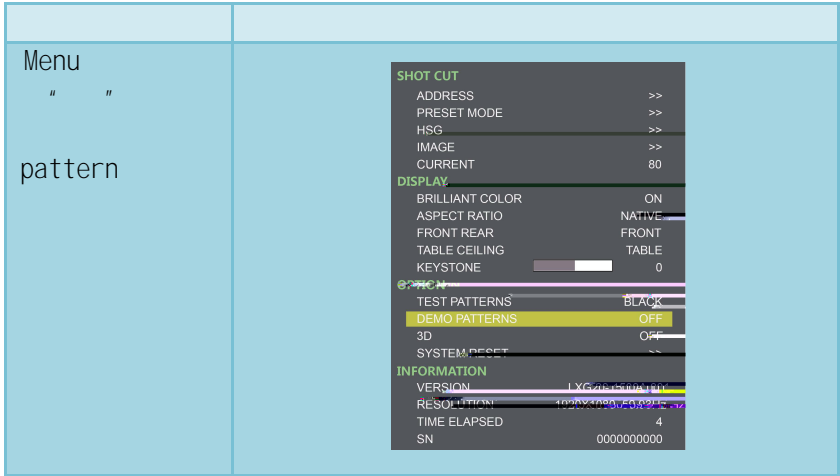 Menu
“ ”
pattern
SHOT CUT
ADDRESS >>
PRESET MODE >>
HSG >>
IMAGE >>
CURRENT 80
DISPLAY
BRILLIANT COLOR ON
ASPECT RATIO NATIVE
FRONT REAR FRONT
TABLE CEILING TABLE
KEYSTONE 0
OPTION
TEST PATTERNS BLACK
DEMO PATTERNS OFF
3D OFF
SYSTEM RESET >>
INFORMATION
VERSION
RESOLUTION
TIME ELAPSED 4
SN 0000000000